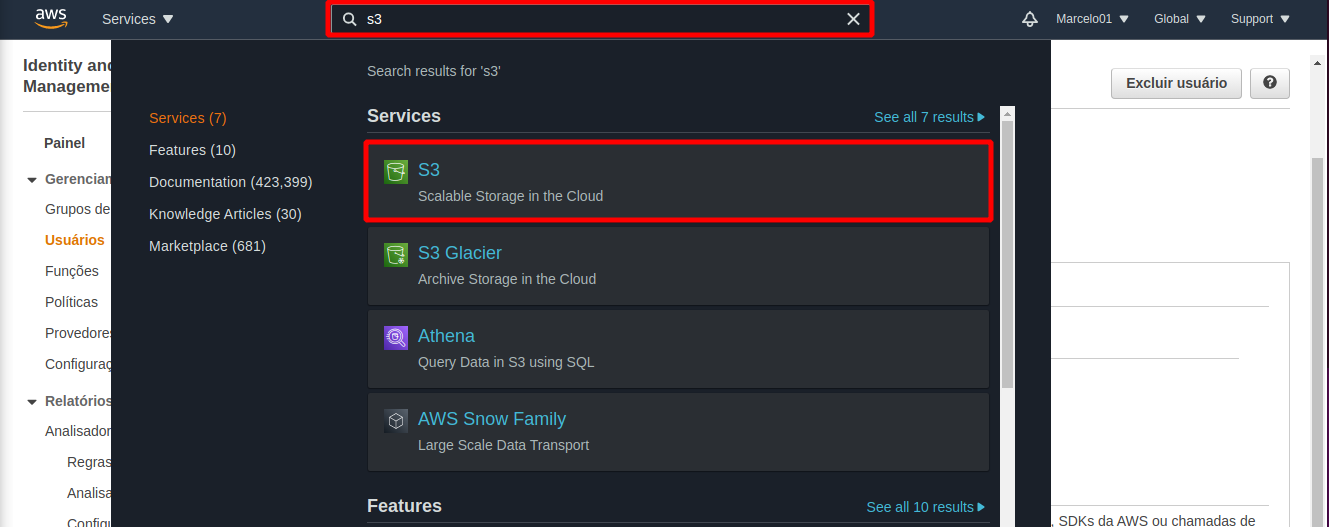 aws
Services
s3
Marcelo01
Global
Support
Identity and
Manageme
Painel
Gerencian
Grupos de
Usuários
Funções
Políticas
Provedores
Configuraç
Relatórios
Analisador
Regras
Analisa
Configu
Search results for 's3'
Services (7)
Features (10)
Documentation (423,399)
Knowledge Articles (30)
Marketplace (681)
Services
See all 7 results
S3
Scalable Storage in the Cloud
S3 Glacier
Archive Storage in the Cloud
Athena
Query Data in S3 using SQL
AWS Snow Family
Large Scale Data Transport
Features
See all 10 results
Excluir usuário
?
, SDKs da AWS ou chamadas de